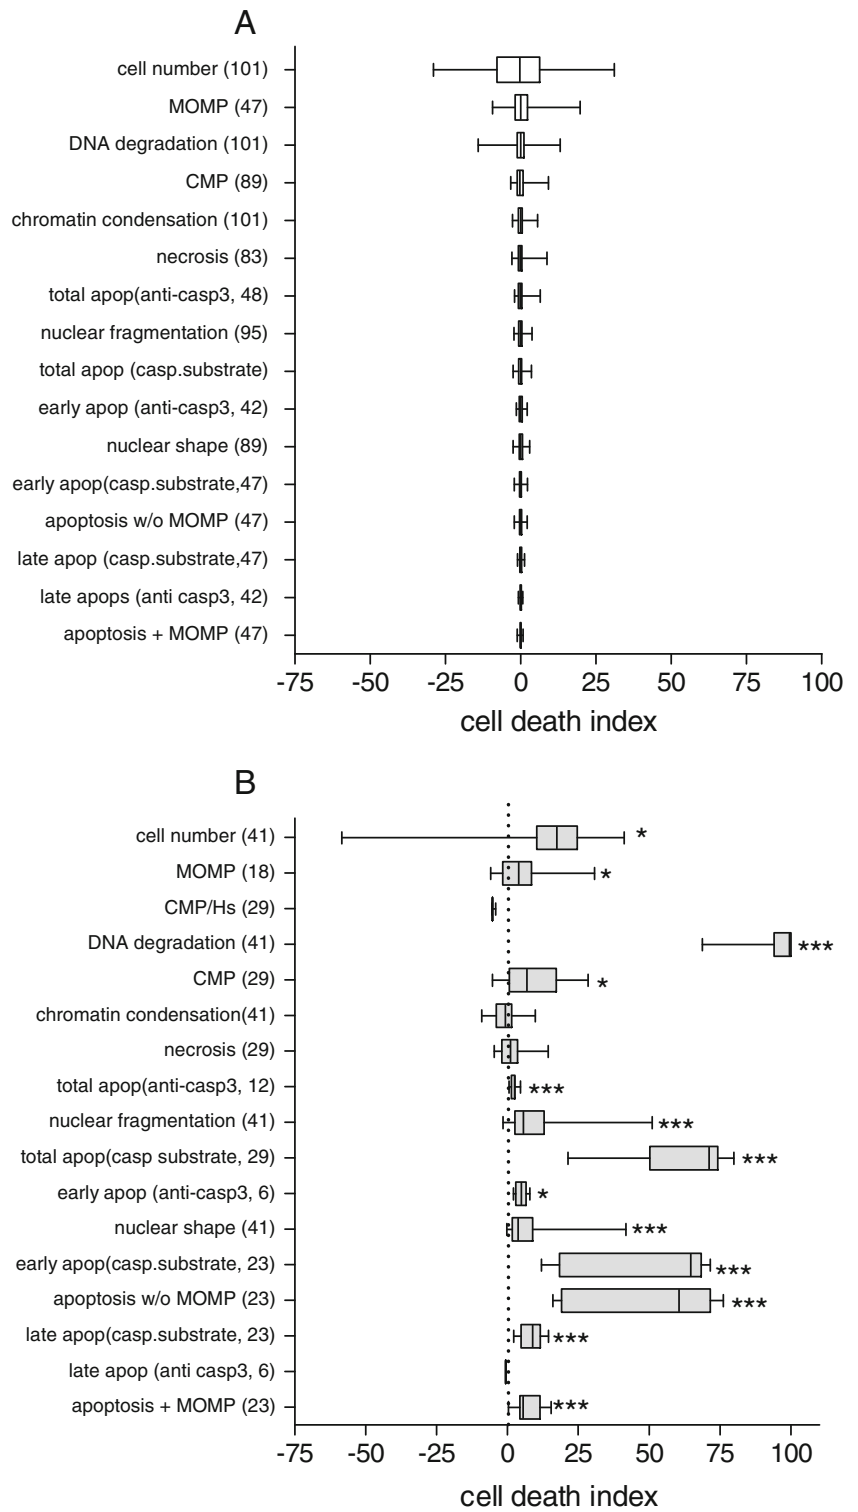 A
cell number (101)
MOMP (47)
DNA degradation (101)
CMP (89)
chromatin condensation (101)
necrosis (83)
total apop(anti-casp3, 48)
nuclear fragmentation (95)
total apop (casp.substrate)
early apop (anti-casp3, 42)
nuclear shape (89)
early apop(casp.substrate,47)
apoptosis w/o MOMP (47)
late apop (casp.substrate,47)
late apops (anti casp3, 42)
apoptosis + MOMP (47)
-75 -50 -25 0 25 50 75 100
cell death index
B
cell number (41) *
MOMP (18) *
CMP/Hs (29)
DNA degradation (41) ***
CMP (29) *
chromatin condensation(41)
necrosis (29)
total apop(anti-casp3, 12) ***
nuclear fragmentation (41) ***
total apop(casp substrate, 29) ***
early apop (anti-casp3, 6) *
nuclear shape (41) ***
early apop(casp.substrate, 23) ***
apoptosis w/o MOMP (23) ***
late apop(casp.substrate, 23) ***
late apop (anti casp3, 6)
apoptosis + MOMP (23) ***
-75 -50 -25 0 25 50 75 100
cell death index